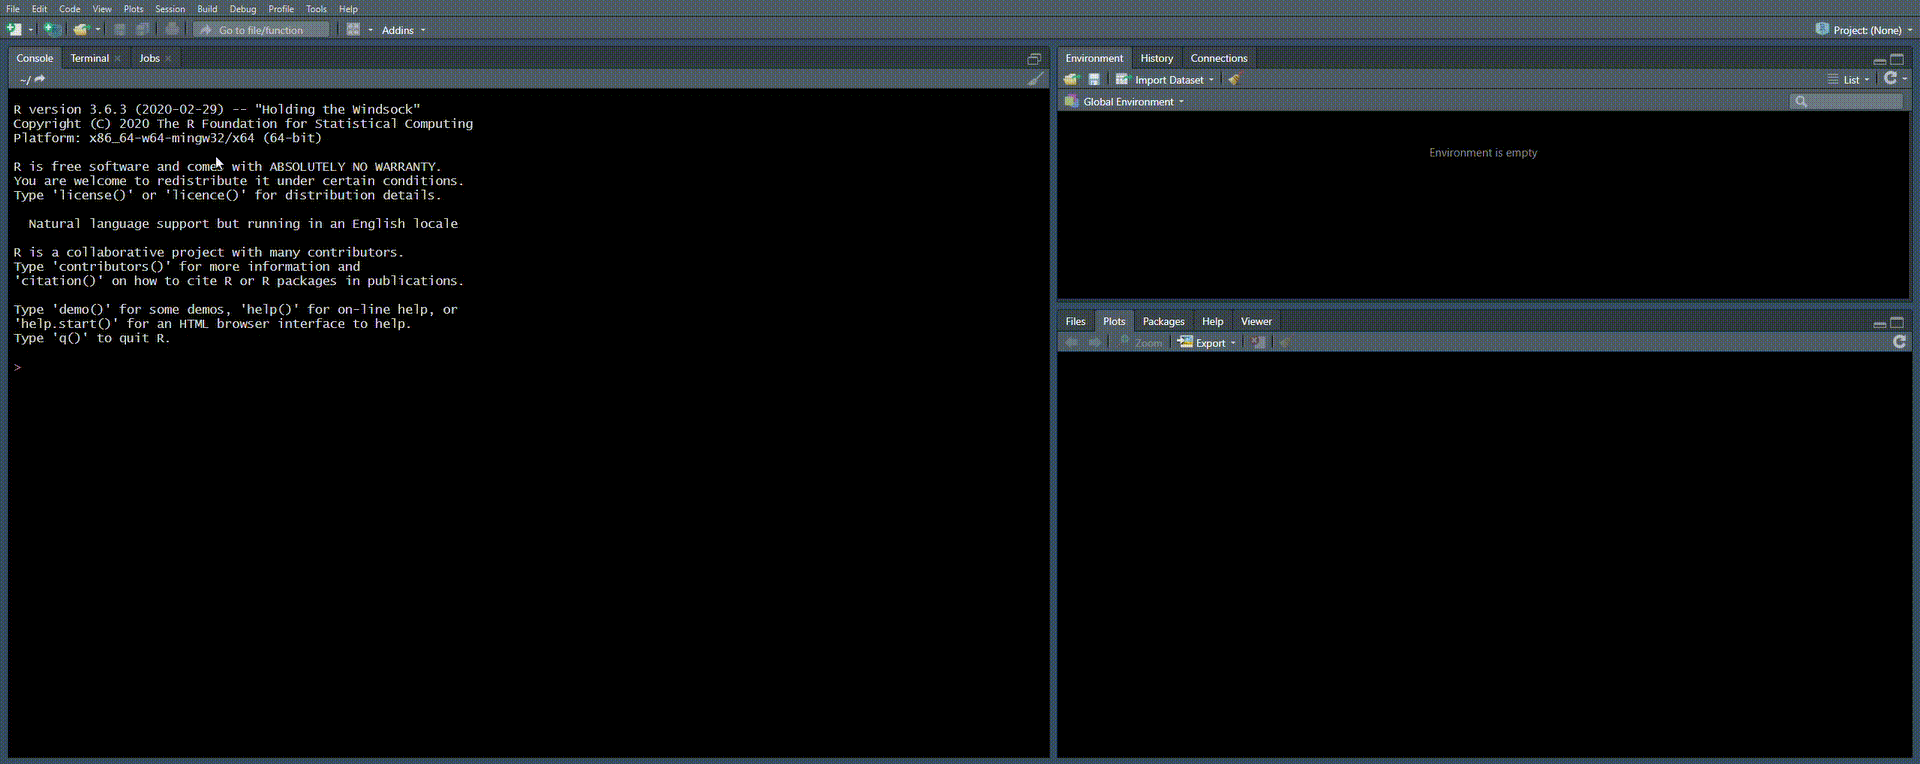 File Edit Code View Plots Session Build Debug Profile Tools Help
Go to file/function Addins Project: (None)
Console Terminal Jobs
~/
R version 3.6.3 (2020-02-29) -- "Holding the Windsock"
Copyright (C) 2020 The R Foundation for Statistical Computing
Platform: x86_64-w64-mingw32/x64 (64-bit)
R is free software and comes with ABSOLUTELY NO WARRANTY.
You are welcome to redistribute it under certain conditions.
Type 'license()' or 'licence()' for distribution details.
Natural language support but running in an English locale
R is a collaborative project with many contributors.
Type 'contributors()' for more information and
'citation()' on how to cite R or R packages in publications.
Type 'demo()' for some demos, 'help()' for on-line help, or
'help.start()' for an HTML browser interface to help.
Type 'q()' to quit R.
>
Environment History Connections
Import Dataset List
Global Environment
Environment is empty
Files Plots Packages Help Viewer
Zoom Export